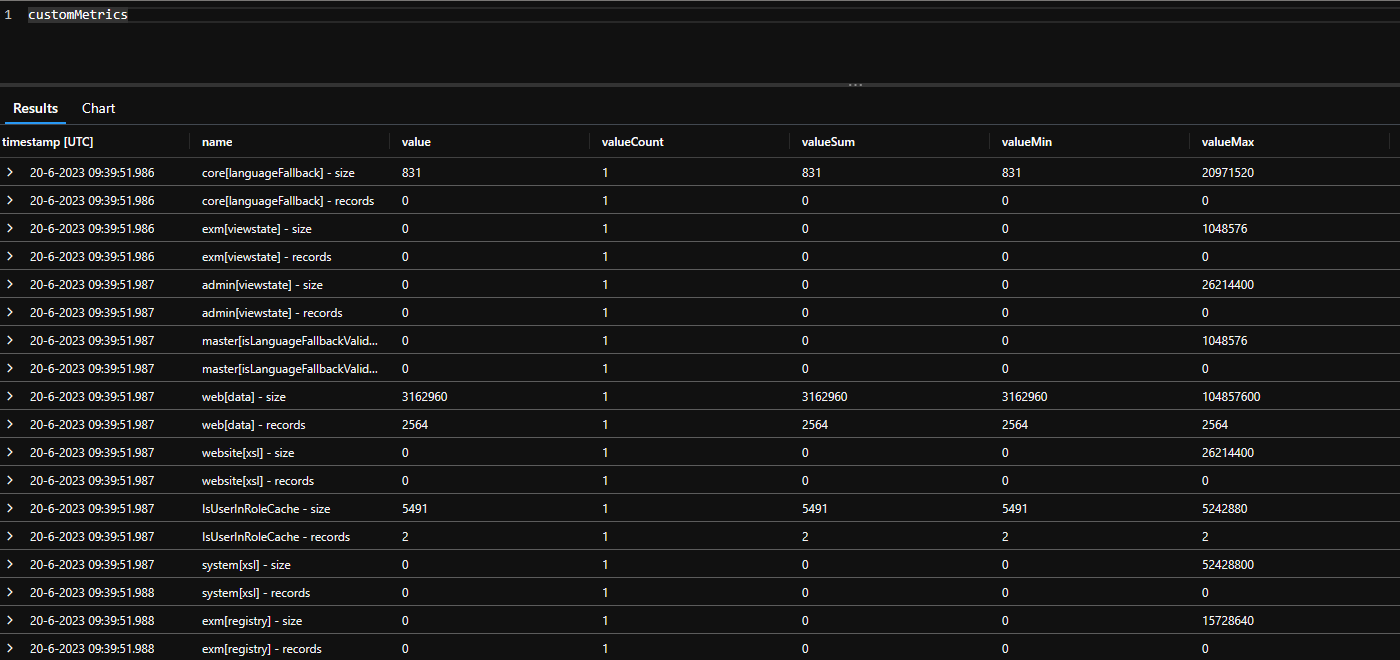 1 customMetrics
Results Chart
timestamp [UTC] name value valueCount valueSum valueMin valueMax
20-6-2023 09:39:51.986 core[languageFallback] - size 831 1 831 831 20971520
20-6-2023 09:39:51.986 core[languageFallback] - records 0 1 0 0 0
20-6-2023 09:39:51.986 exm[viewstate] - size 0 1 0 0 1048576
20-6-2023 09:39:51.986 exm[viewstate] - records 0 1 0 0 0
20-6-2023 09:39:51.987 admin[viewstate] - size 0 1 0 0 26214400
20-6-2023 09:39:51.987 admin[viewstate] - records 0 1 0 0 0
20-6-2023 09:39:51.987 master[isLanguageFallbackValid... 0 1 0 0 1048576
20-6-2023 09:39:51.987 master[isLanguageFallbackValid... 0 1 0 0 0
20-6-2023 09:39:51.987 web[data] - size 3162960 1 3162960 3162960 104857600
20-6-2023 09:39:51.987 web[data] - records 2564 1 2564 2564 2564
20-6-2023 09:39:51.987 website[xsl] - size 0 1 0 0 26214400
20-6-2023 09:39:51.987 website[xsl] - records 0 1 0 0 0
20-6-2023 09:39:51.987 IsUserInRoleCache - size 5491 1 5491 5491 5242880
20-6-2023 09:39:51.987 IsUserInRoleCache - records 2 1 2 2 2
20-6-2023 09:39:51.987 system[xsl] - size 0 1 0 0 52428800
20-6-2023 09:39:51.988 system[xsl] - records 0 1 0 0 0
20-6-2023 09:39:51.988 exm[registry] - size 0 1 0 0 15728640
20-6-2023 09:39:51.988 exm[registry] - records 0 1 0 0 0